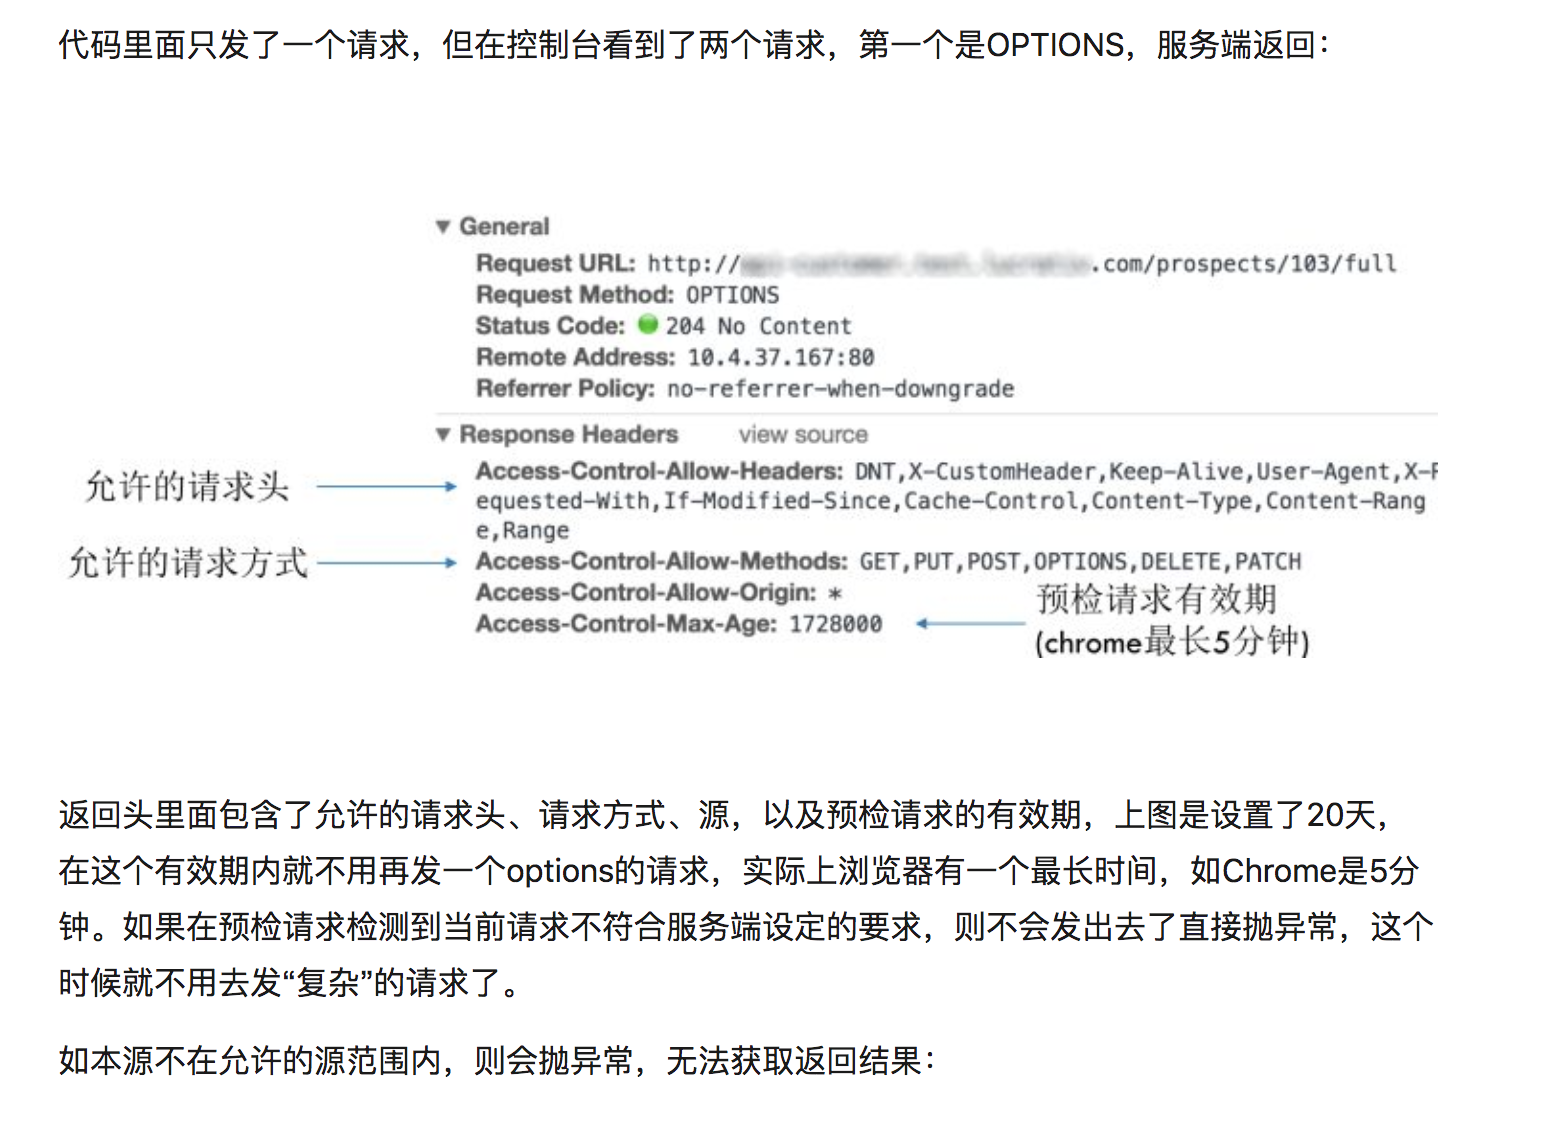 代码里面只发了一个请求，但在控制台看到了两个请求，第一个是OPTIONS，服务端返回：
▼ General
Request URL: http://.com/prospects/103/full
Request Method: OPTIONS
Status Code: 204 No Content
Remote Address: 10.4.37.167:80
Referrer Policy: no-referrer-when-downgrade
▼ Response Headers view source
允许的请求头
Access-Control-Allow-Headers: DNT,X-CustomHeader,Keep-Alive,User-Agent,X-R
equested-With,If-Modified-Since,Cache-Control,Content-Type,Content-Rang
e,Range
允许的请求方式
Access-Control-Allow-Methods: GET,PUT,POST,OPTIONS,DELETE,PATCH
Access-Control-Allow-Origin: *
Access-Control-Max-Age: 1728000
预检请求有效期
(chrome最长5分钟)
返回头里面包含了允许的请求头、请求方式、源，以及预检请求的有效期，上图是设置了20天，
在这个有效期内就不用再发一个options的请求，实际上浏览器有一个最长时间，如Chrome是5分
钟。如果在预检请求检测到当前请求不符合服务端设定的要求，则不会发出去了直接抛异常，这个
时候就不用去发“复杂”的请求了。
如本源不在允许的源范围内，则会抛异常，无法获取返回结果：